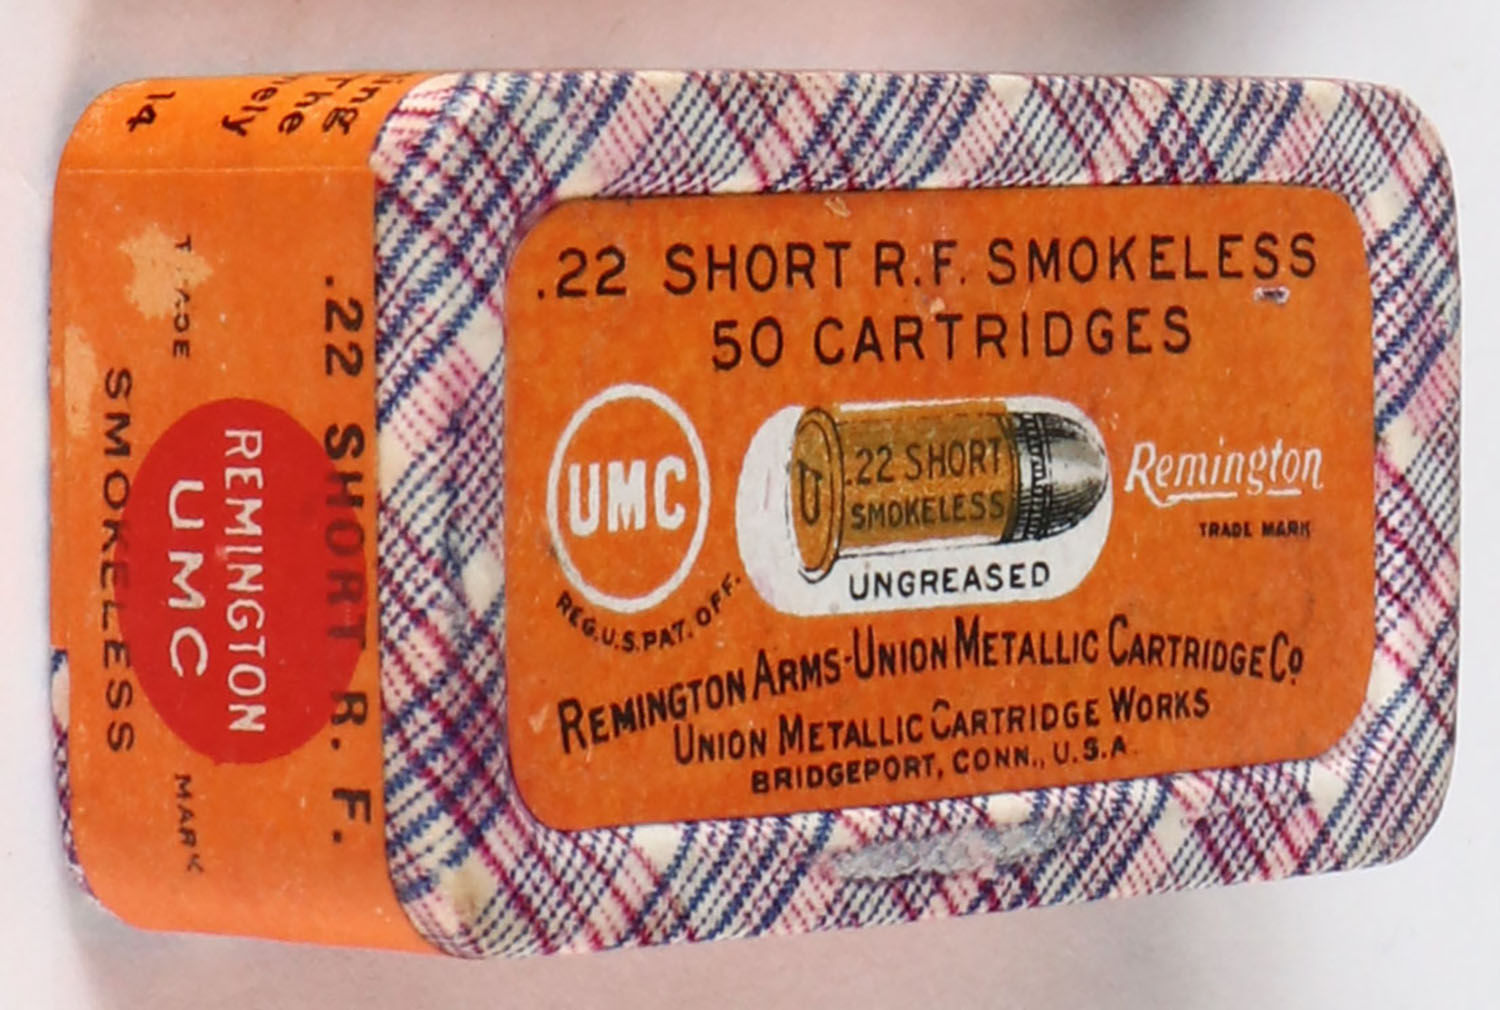 .22 SHORT R.F. SMOKELESS
50 CARTRIDGES
UMC
REG. U.S. PAT. OFF.
U
.22 SHORT
SMOKELESS
UNGREASED
Remington
TRADE MARK
REMINGTON ARMS-UNION METALLIC CARTRIDGE CO
UNION METALLIC CARTRIDGE WORKS
BRIDGEPORT, CONN., U.S.A.
.22 SHORT R. F.
REMINGTON
UMC
MARK
SMOKELESS
14